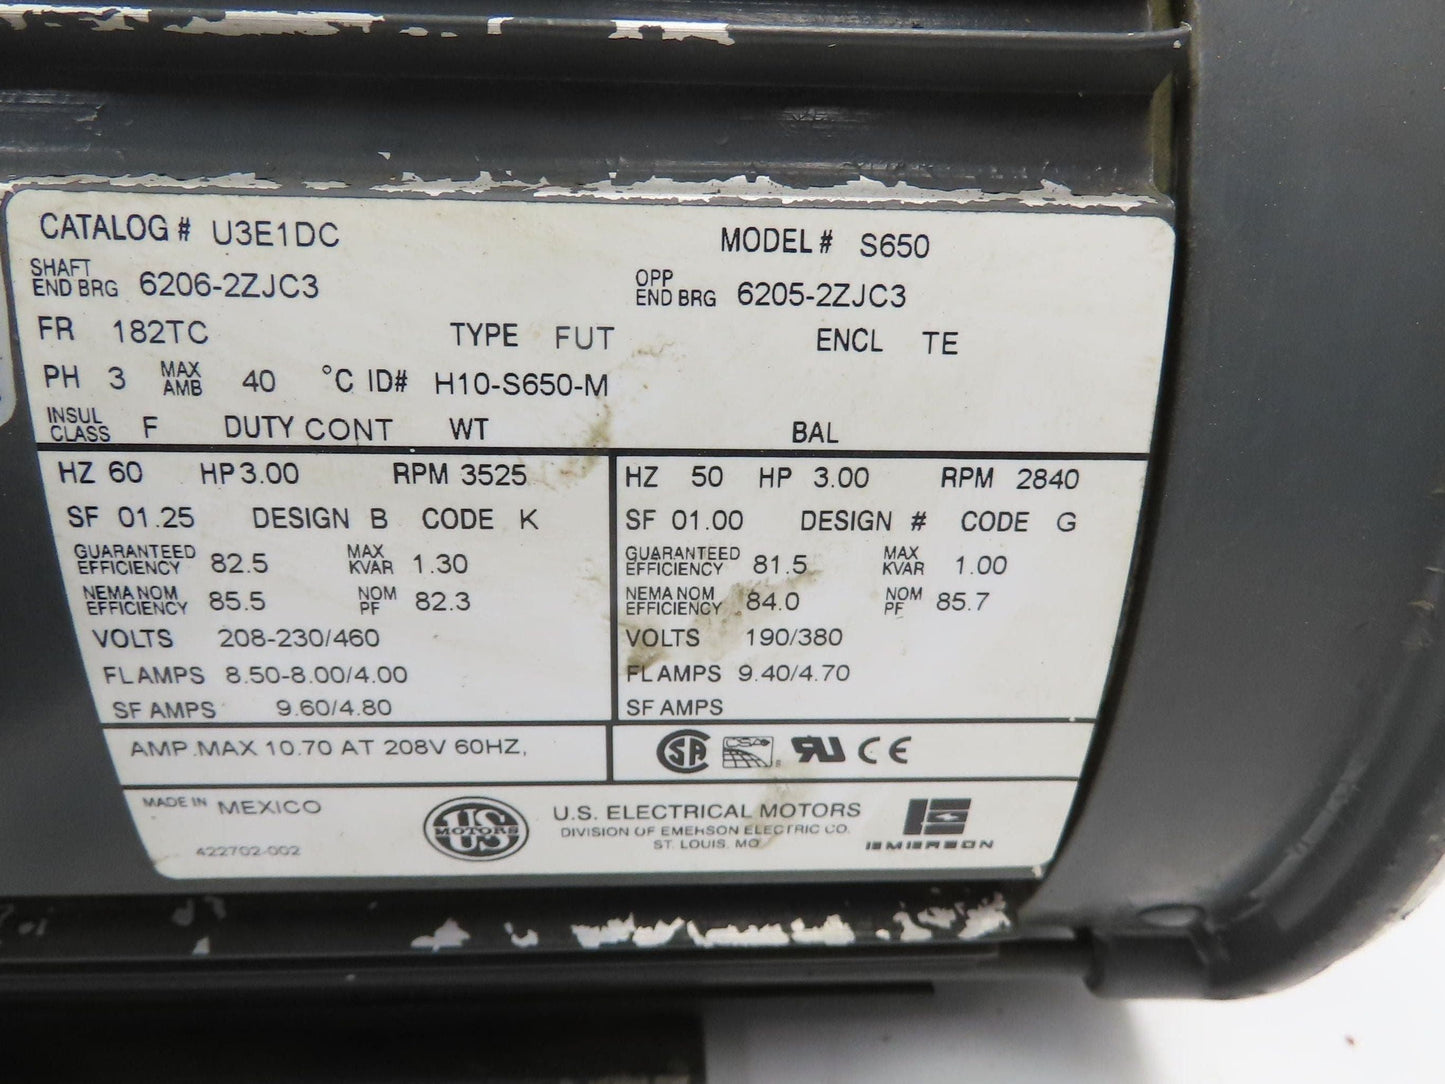 CATALOG # U3E1DC MODEL # S650
SHAFT END BRG 6206-2ZJC3 OPP END BRG 6205-2ZJC3
FR 182TC TYPE FUT ENCL TE
PH 3 MAX AMB 40 °C ID# H10-S650-M
INSUL CLASS F DUTY CONT WT BAL
HZ 60 HP 3.00 RPM 3525
SF 01.25 DESIGN B CODE K
GUARANTEED EFFICIENCY 82.5 MAX KVAR 1.30
NEMA NOM EFFICIENCY 85.5 NOM PF 82.3
VOLTS 208-230/460
FL AMPS 8.50-8.00/4.00
SF AMPS 9.60/4.80
HZ 50 HP 3.00 RPM 2840
SF 01.00 DESIGN # CODE G
GUARANTEED EFFICIENCY 81.5 MAX KVAR 1.00
NEMA NOM EFFICIENCY 84.0 NOM PF 85.7
VOLTS 190/380
FL AMPS 9.40/4.70
SF AMPS
AMP.MAX 10.70 AT 208V 60HZ,
SA CSA RU CE
MADE IN MEXICO
422702-002
US MOTORS
U.S. ELECTRICAL MOTORS
DIVISION OF EMERSON ELECTRIC CO.
ST. LOUIS, MO
EMERSON